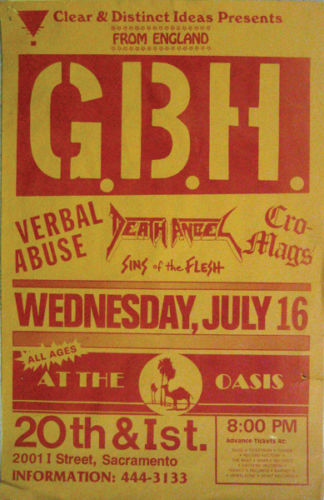 Clear & Distinct Ideas Presents
FROM ENGLAND
G.B.H.
VERBAL ABUSE
DEATH ANGEL
CRO-MAGS
SINS of the FLESH
WEDNESDAY, JULY 16
ALL AGES
AT THE OASIS
20th & Ist.
2001 I Street, Sacramento
INFORMATION: 444-3133
8:00 PM
Advance Tickets At: